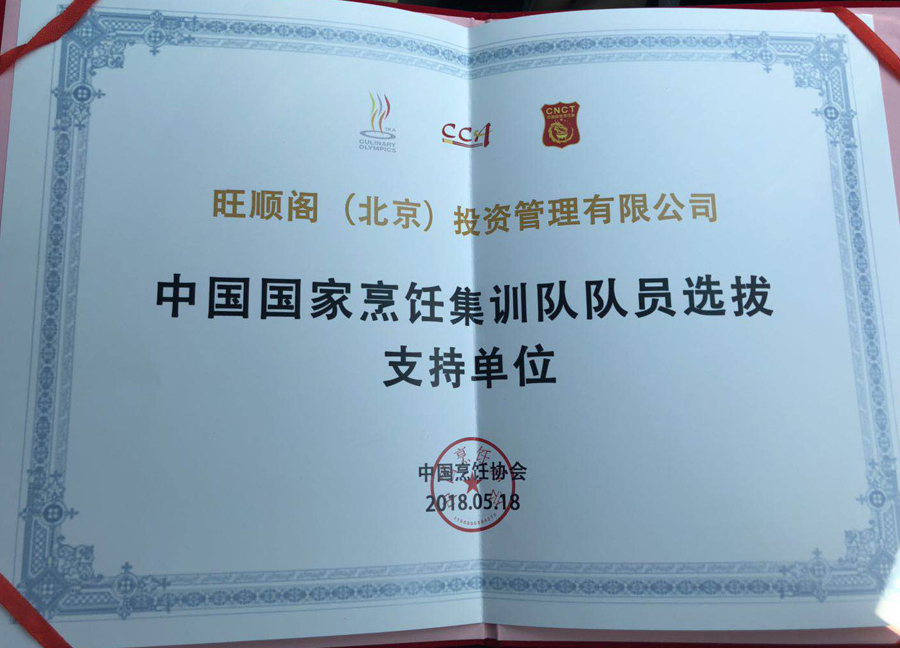 IKA
CULINARY
OLYMPICS
CCA
CNCT
旺顺阁（北京）投资管理有限公司
中国国家烹饪集训队队员选拔
支持单位
中国烹饪协会
2018.05.18